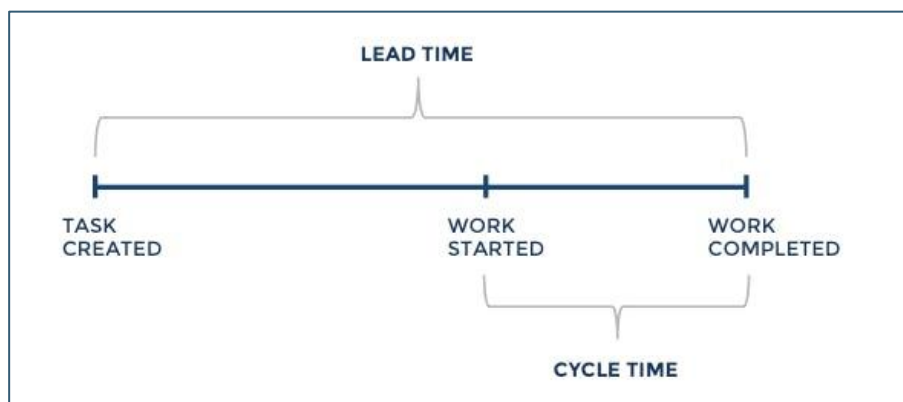 LEAD TIME
TASK
CREATED
WORK
STARTED
WORK
COMPLETED
CYCLE TIME